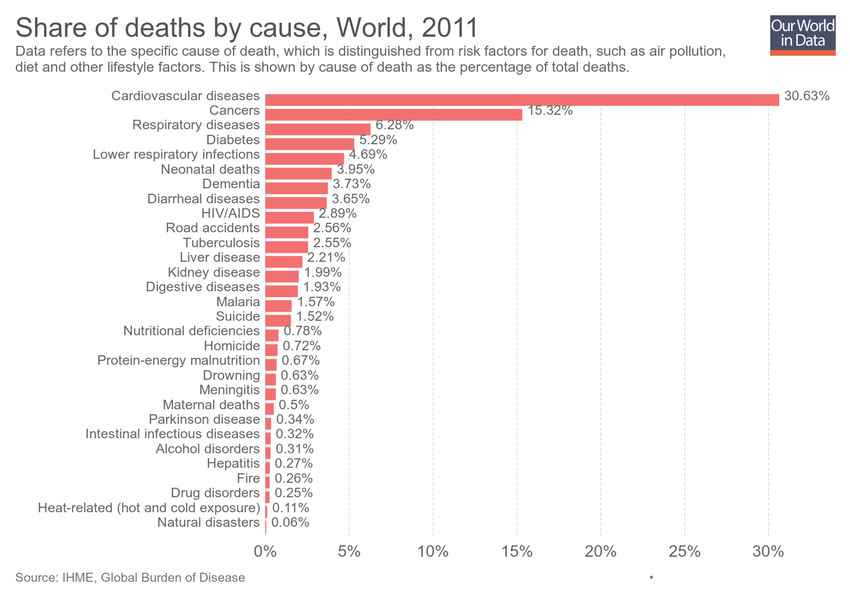 Share of deaths by cause, World, 2011
Our World
in Data
Data refers to the specific cause of death, which is distinguished from risk factors for death, such as air pollution,
diet and other lifestyle factors. This is shown by cause of death as the percentage of total deaths.
Cardiovascular diseases 30.63%
Cancers 15.32%
Respiratory diseases 6.28%
Diabetes 5.29%
Lower respiratory infections 4.69%
Neonatal deaths 3.95%
Dementia 3.73%
Diarrheal diseases 3.65%
HIV/AIDS 2.89%
Road accidents 2.56%
Tuberculosis 2.55%
Liver disease 2.21%
Kidney disease 1.99%
Digestive diseases 1.93%
Malaria 1.57%
Suicide 1.52%
Nutritional deficiencies 0.78%
Homicide 0.72%
Protein-energy malnutrition 0.67%
Drowning 0.63%
Meningitis 0.63%
Maternal deaths 0.5%
Parkinson disease 0.34%
Intestinal infectious diseases 0.32%
Alcohol disorders 0.31%
Hepatitis 0.27%
Fire 0.26%
Drug disorders 0.25%
Heat-related (hot and cold exposure) 0.11%
Natural disasters 0.06%
0% 5% 10% 15% 20% 25% 30%
Source: IHME, Global Burden of Disease •